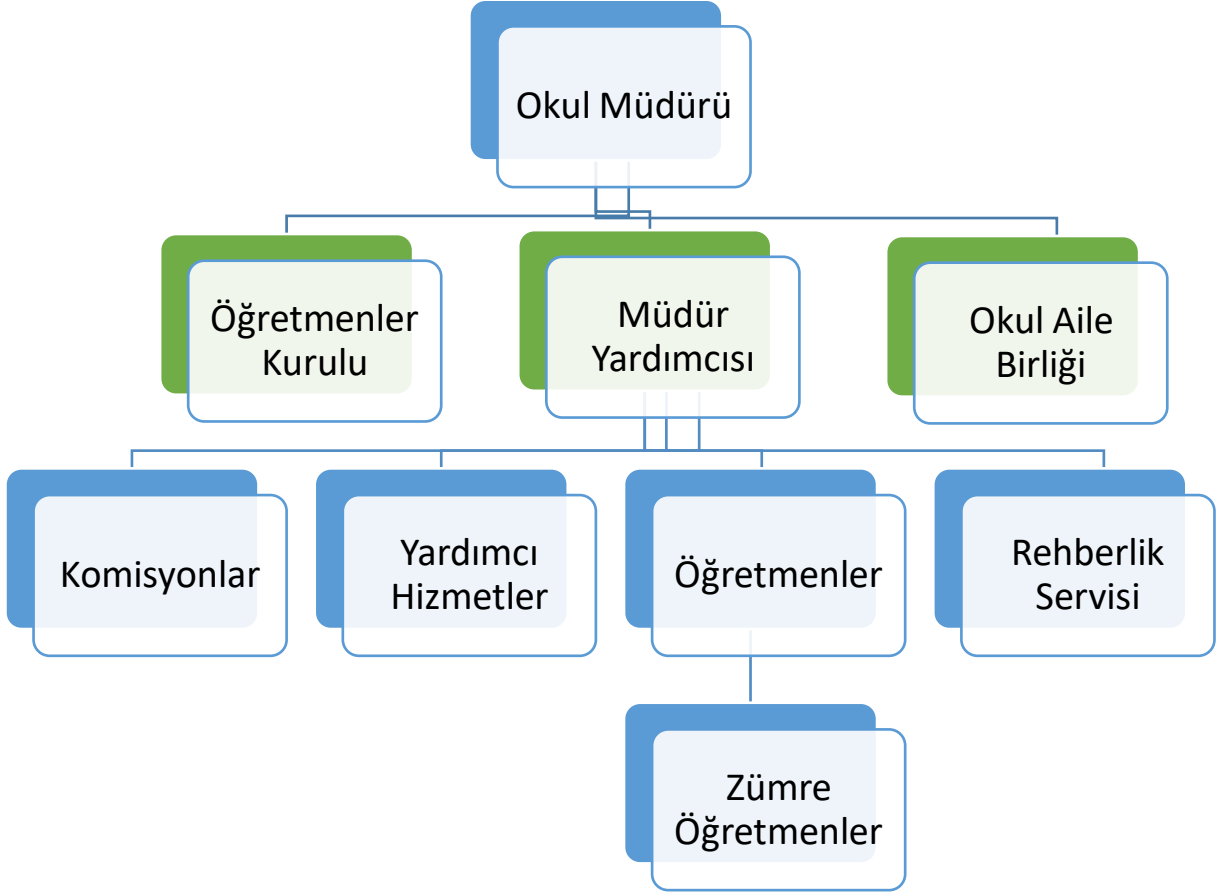 Okul Müdürü
Öğretmenler
Kurulu
Müdür
Yardımcısı
Okul Aile
Birliği
Komisyonlar
Yardımcı
Hizmetler
Öğretmenler
Rehberlik
Servisi
Zümre
Öğretmenler